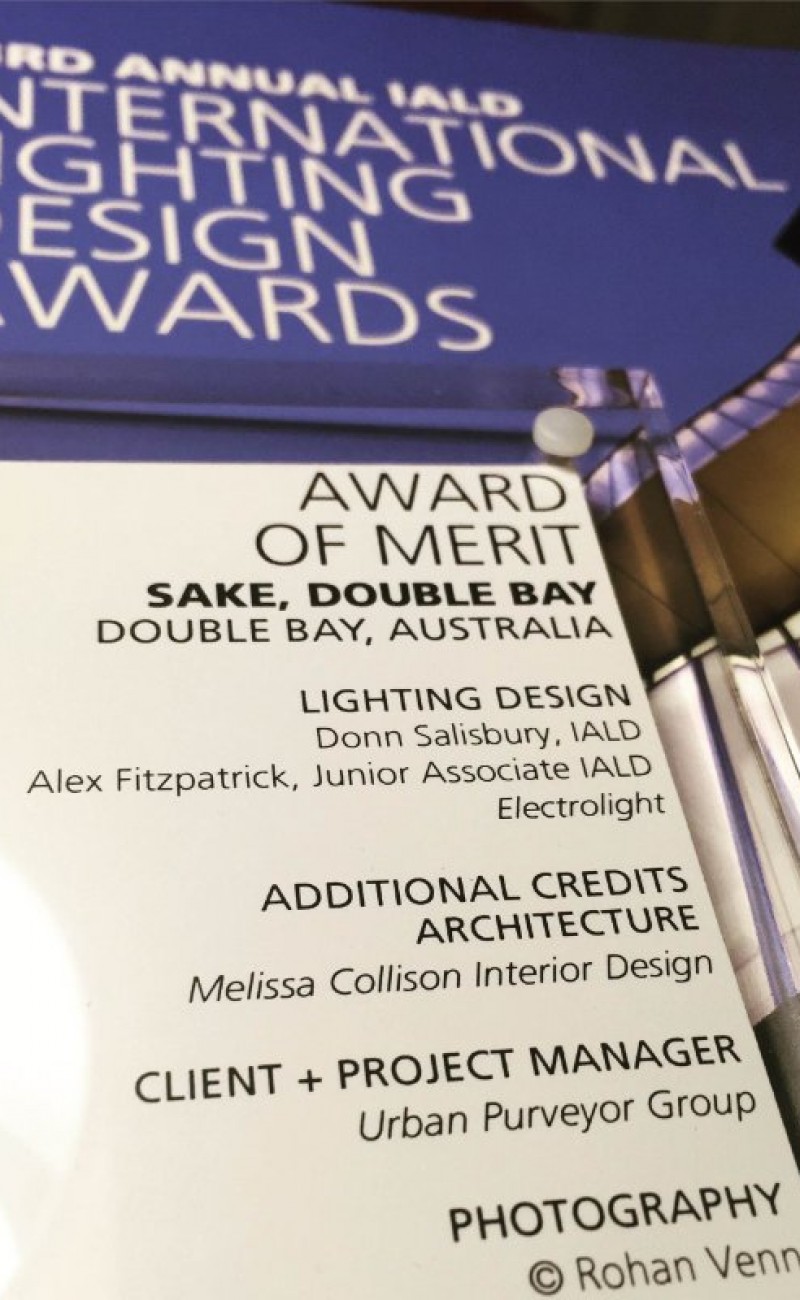 RD ANNUAL IALD
NTERNATIONAL
IGHTING
ESIGN
AWARDS
AWARD
OF MERIT
SAKE, DOUBLE BAY
DOUBLE BAY, AUSTRALIA
LIGHTING DESIGN
Donn Salisbury, IALD
Alex Fitzpatrick, Junior Associate IALD
Electrolight
ADDITIONAL CREDITS
ARCHITECTURE
Melissa Collison Interior Design
CLIENT + PROJECT MANAGER
Urban Purveyor Group
PHOTOGRAPHY
© Rohan Venn